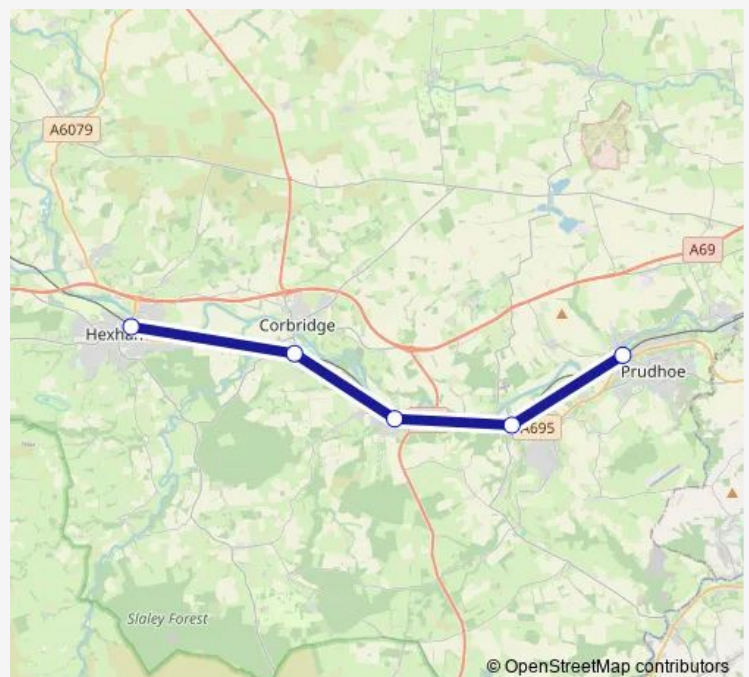 A6079
A69
Corbridge
Hexham
Prudhoe
A695
Slaley Forest
© OpenStreetMap contributors